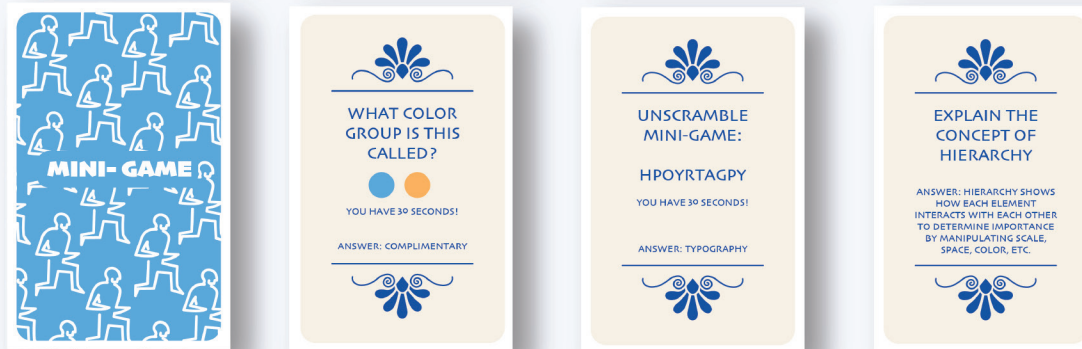 MINI- GAME
WHAT COLOR
GROUP IS THIS
CALLED?
YOU HAVE 30 SECONDS!
ANSWER: COMPLIMENTARY
UNSCRAMBLE
MINI-GAME:
HPOYRTAGPY
YOU HAVE 30 SECONDS!
ANSWER: TYPOGRAPHY
EXPLAIN THE
CONCEPT OF
HIERARCHY
ANSWER: HIERARCHY SHOWS
HOW EACH ELEMENT
INTERACTS WITH EACH OTHER
TO DETERMINE IMPORTANCE
BY MANIPULATING SCALE,
SPACE, COLOR, ETC.